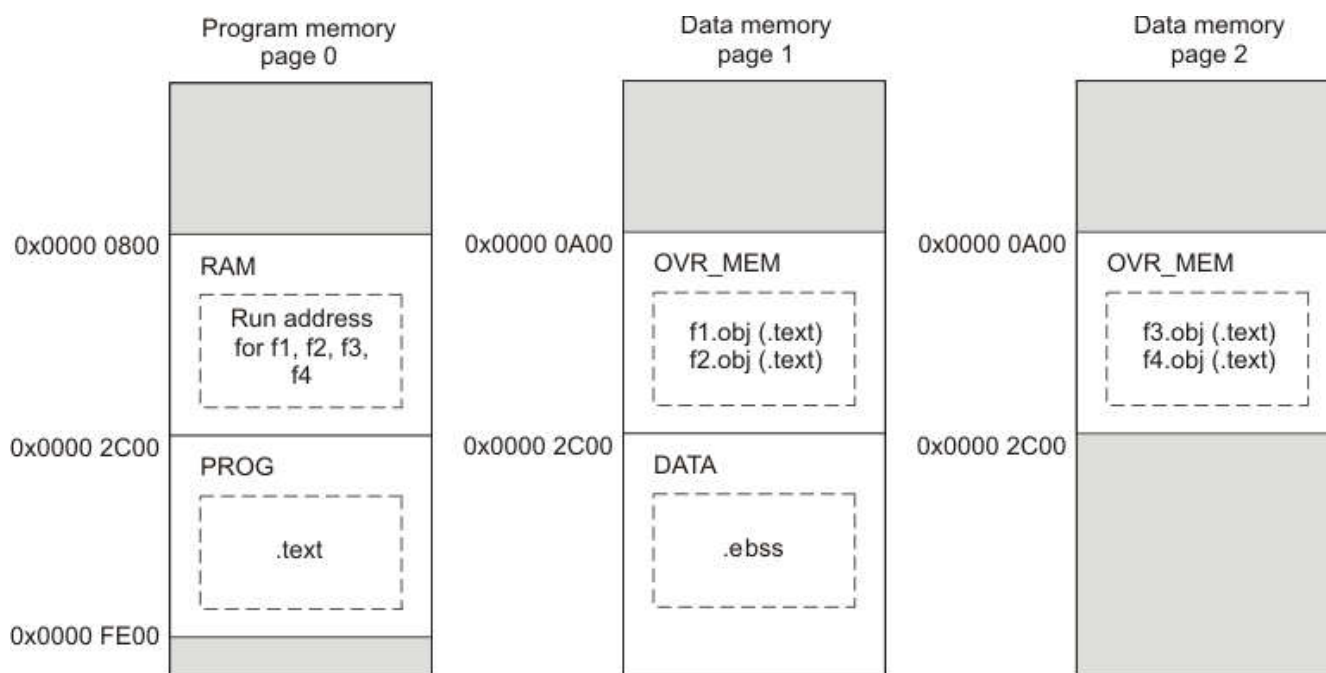 Program memory
page 0
0x0000 0800
RAM
Run address
for f1, f2, f3,
f4
0x0000 2C00
PROG
.text
0x0000 FE00
Data memory
page 1
0x0000 0A00
OVR_MEM
f1.obj (.text)
f2.obj (.text)
0x0000 2C00
DATA
.ebss
Data memory
page 2
0x0000 0A00
OVR_MEM
f3.obj (.text)
f4.obj (.text)
0x0000 2C00